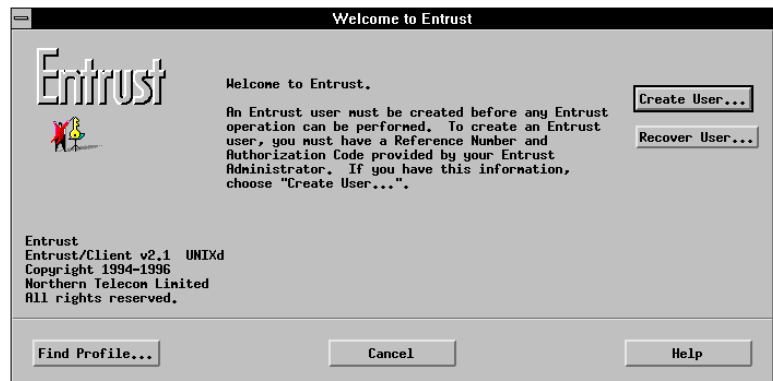 Welcome to Entrust
Entrust
Welcome to Entrust.
An Entrust user must be created before any Entrust
operation can be performed. To create an Entrust
user, you must have a Reference Number and
Authorization Code provided by your Entrust
Administrator. If you have this information,
choose "Create User...".
Create User...
Recover User...
Entrust
Entrust/Client v2.1 UNIXd
Copyright 1994-1996
Northern Telecom Limited
All rights reserved.
Find Profile...
Cancel
Help